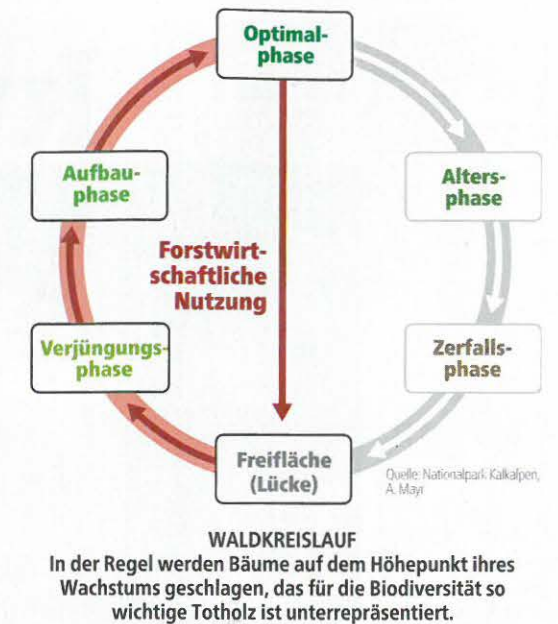 Optimal-
phase
Aufbau-
phase
Alters-
phase
Forstwirt-
schaftliche
Nutzung
Verjüngungs-
phase
Zerfalls-
phase
Freifläche
(Lücke)
Quelle: Nationalpark Kalkalpen,
A. Mayr
WALDKREISLAUF
In der Regel werden Bäume auf dem Höhepunkt ihres
Wachstums geschlagen, das für die Biodiversität so
wichtige Totholz ist unterrepräsentiert.